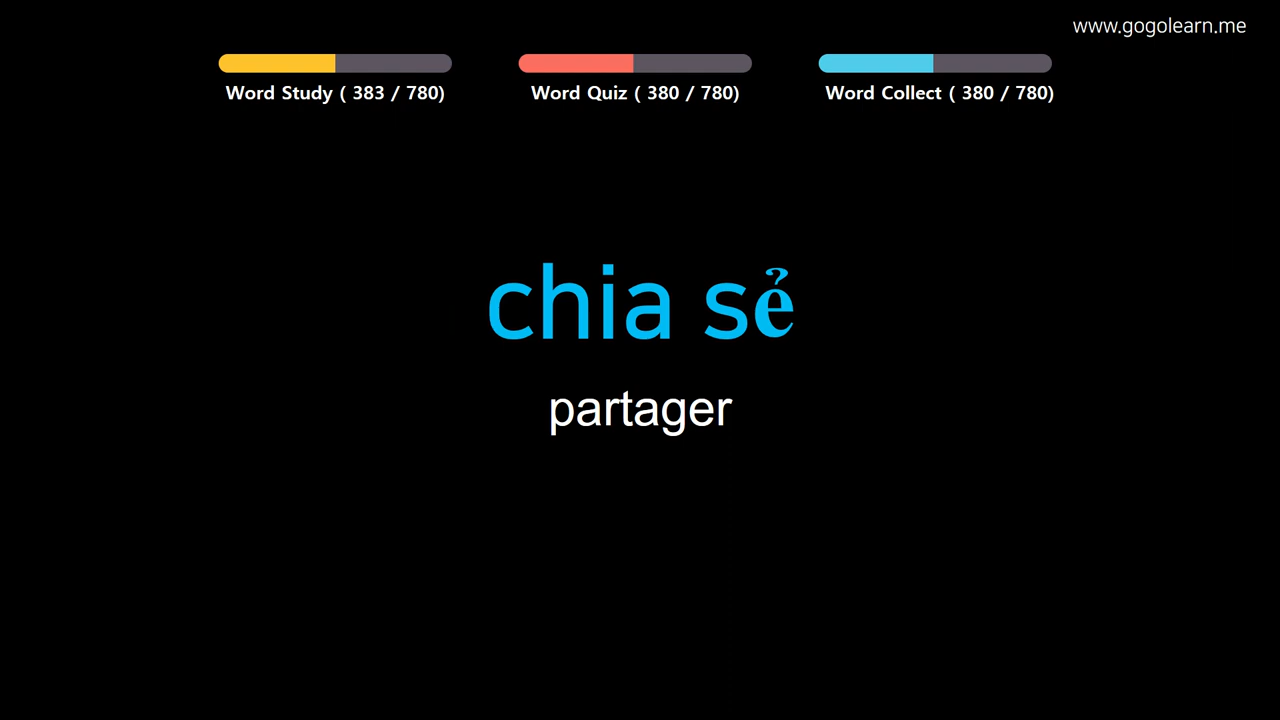 www.gogolearn.me
Word Study ( 383 / 780)
Word Quiz ( 380 / 780)
Word Collect ( 380 / 780)
chia sẻ
partager